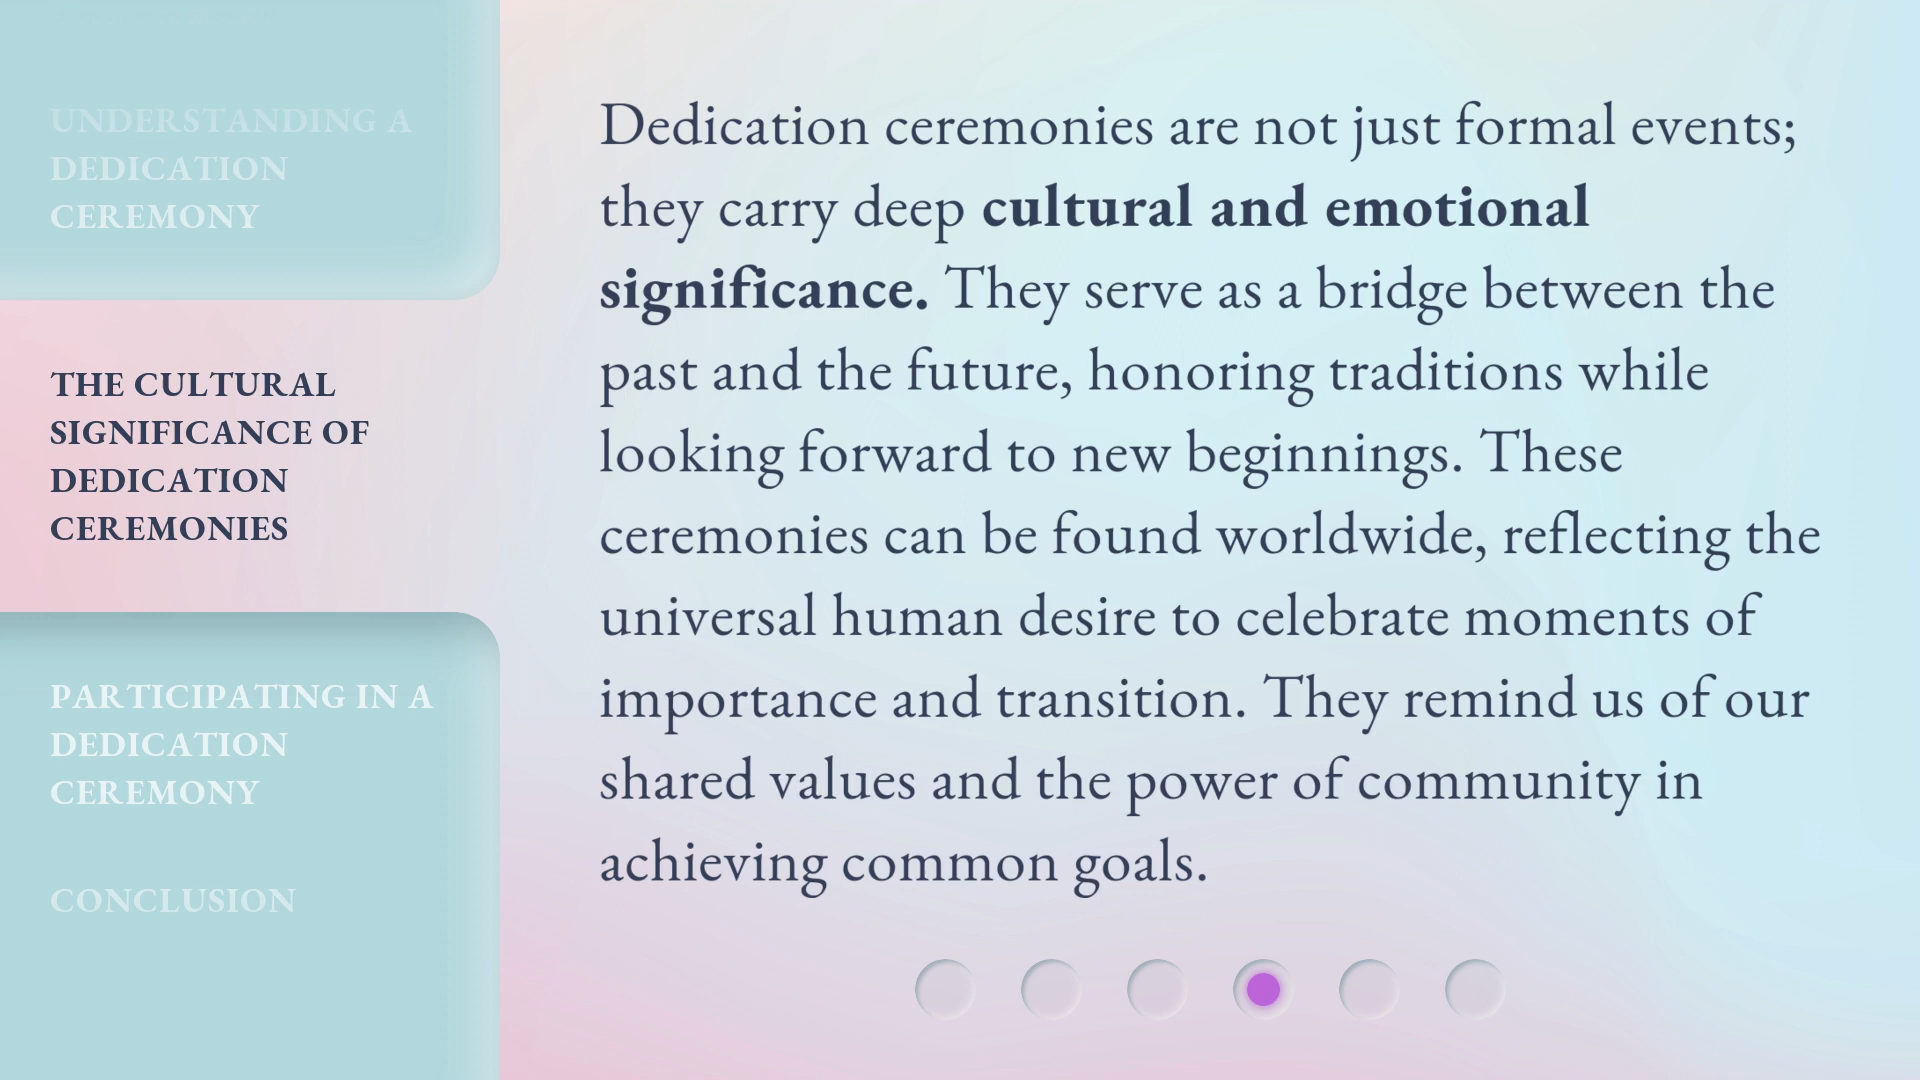 UNDERSTANDING A
DEDICATION
CEREMONY
THE CULTURAL
SIGNIFICANCE OF
DEDICATION
CEREMONIES
PARTICIPATING IN A
DEDICATION
CEREMONY
CONCLUSION
Dedication ceremonies are not just formal events;
they carry deep cultural and emotional
significance. They serve as a bridge between the
past and the future, honoring traditions while
looking forward to new beginnings. These
ceremonies can be found worldwide, reflecting the
universal human desire to celebrate moments of
importance and transition. They remind us of our
shared values and the power of community in
achieving common goals.